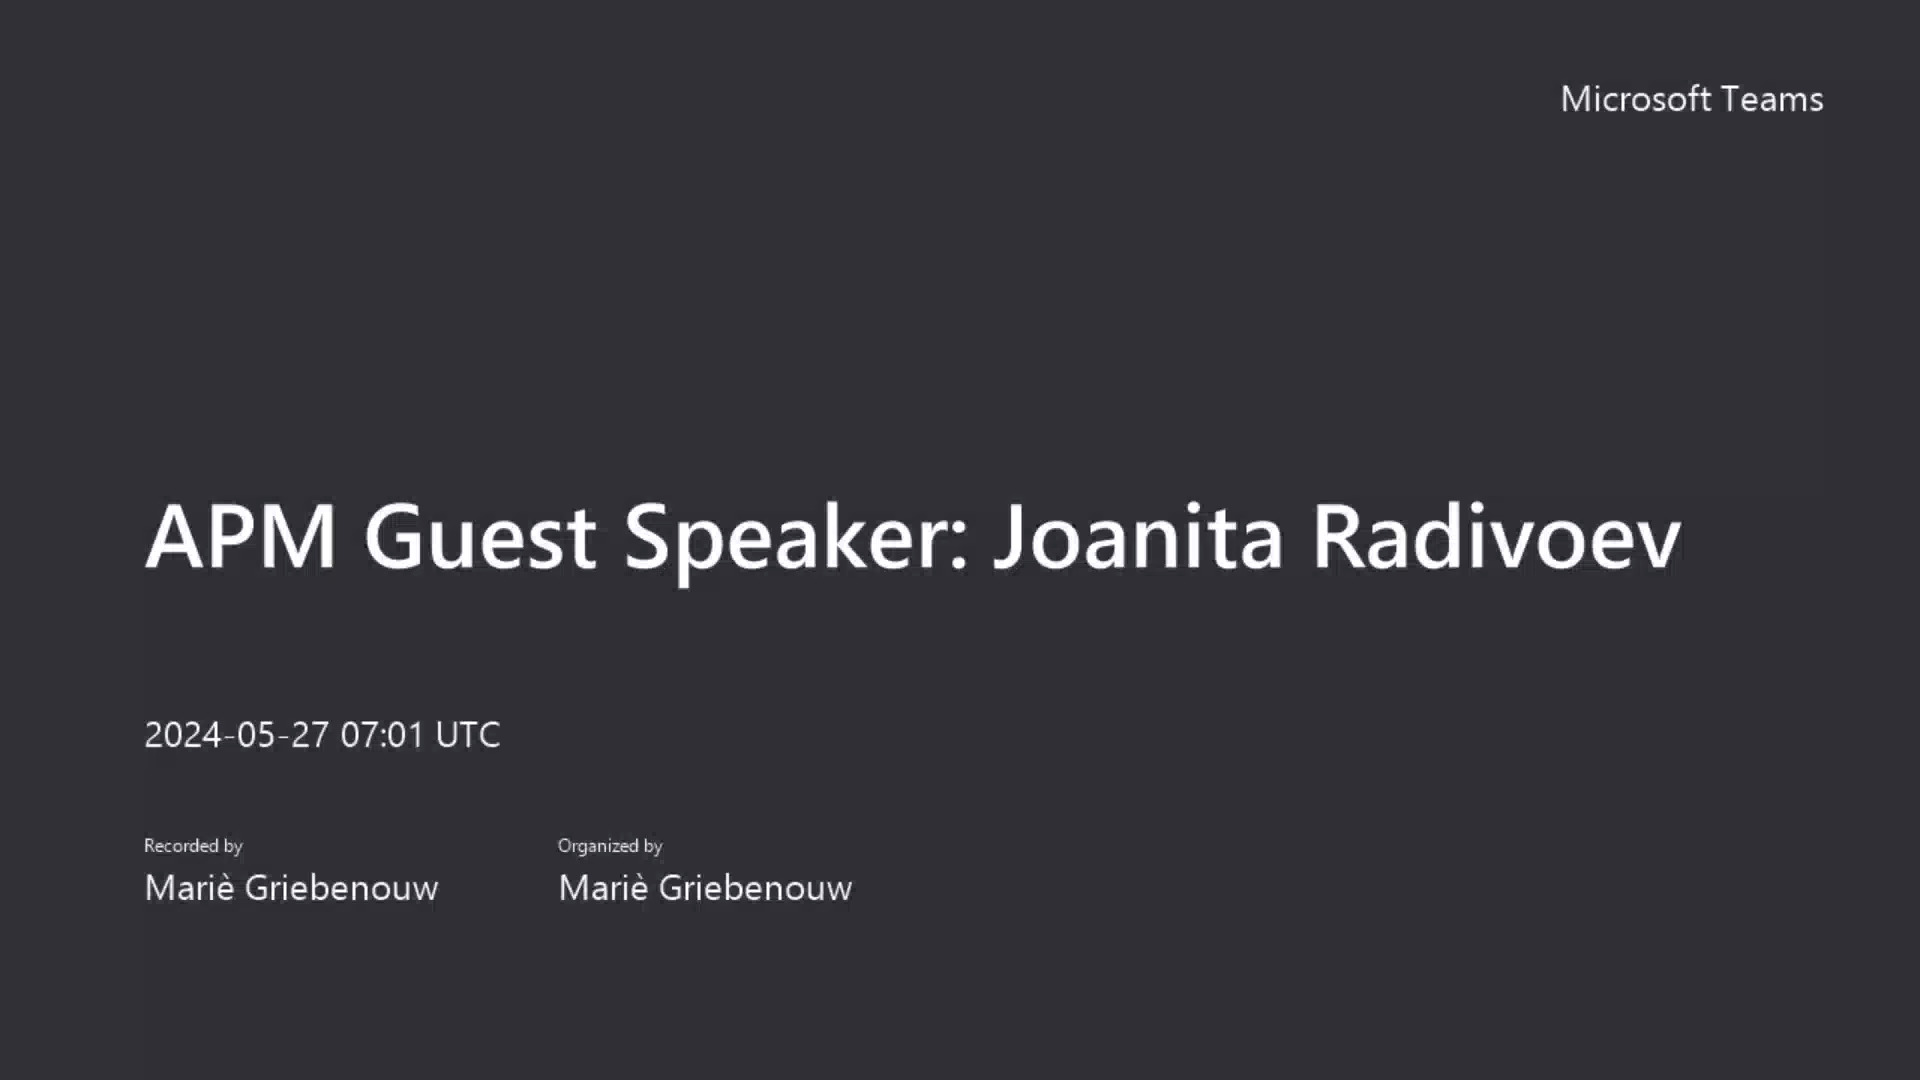 Microsoft Teams
APM Guest Speaker: Joanita Radivoev
2024-05-27 07:01 UTC
Recorded by
Mariè Griebenouw
Organized by
Mariè Griebenouw